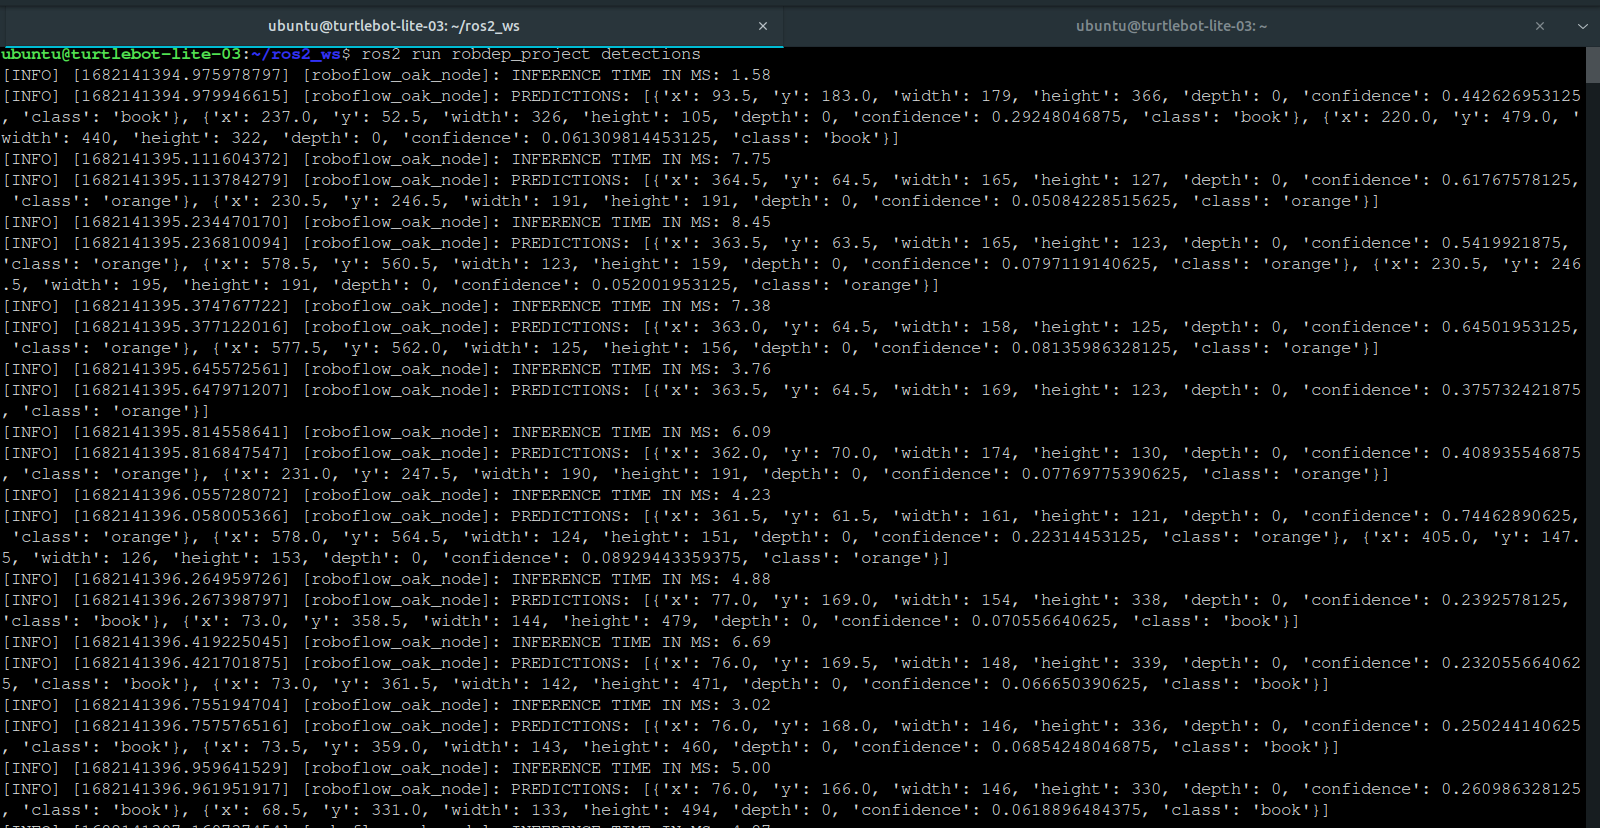 ubuntu@turtlebot-lite-03: ~/ros2_ws
ubuntu@turtlebot-lite-03: ~
ubuntu@turtlebot-lite-03:~/ros2_ws$ ros2 run robdep_project detections
[INFO] [1682141394.975978797] [roboflow_oak_node]: INFERENCE TIME IN MS: 1.58
[INFO] [1682141394.979946615] [roboflow_oak_node]: PREDICTIONS: [{'x': 93.5, 'y': 183.0, 'width': 179, 'height': 366, 'depth': 0, 'confidence': 0.442626953125
, 'class': 'book'}, {'x': 237.0, 'y': 52.5, 'width': 326, 'height': 105, 'depth': 0, 'confidence': 0.29248046875, 'class': 'book'}, {'x': 220.0, 'y': 479.0, '
width': 440, 'height': 322, 'depth': 0, 'confidence': 0.061309814453125, 'class': 'book'}]
[INFO] [1682141395.111604372] [roboflow_oak_node]: INFERENCE TIME IN MS: 7.75
[INFO] [1682141395.113784279] [roboflow_oak_node]: PREDICTIONS: [{'x': 364.5, 'y': 64.5, 'width': 165, 'height': 127, 'depth': 0, 'confidence': 0.61767578125,
 'class': 'orange'}, {'x': 230.5, 'y': 246.5, 'width': 191, 'height': 191, 'depth': 0, 'confidence': 0.05084228515625, 'class': 'orange'}]
[INFO] [1682141395.234470170] [roboflow_oak_node]: INFERENCE TIME IN MS: 8.45
[INFO] [1682141395.236810094] [roboflow_oak_node]: PREDICTIONS: [{'x': 363.5, 'y': 63.5, 'width': 165, 'height': 123, 'depth': 0, 'confidence': 0.5419921875,
'class': 'orange'}, {'x': 578.5, 'y': 560.5, 'width': 123, 'height': 159, 'depth': 0, 'confidence': 0.0797119140625, 'class': 'orange'}, {'x': 230.5, 'y': 246
.5, 'width': 195, 'height': 191, 'depth': 0, 'confidence': 0.052001953125, 'class': 'orange'}]
[INFO] [1682141395.374767722] [roboflow_oak_node]: INFERENCE TIME IN MS: 7.38
[INFO] [1682141395.377122016] [roboflow_oak_node]: PREDICTIONS: [{'x': 363.0, 'y': 64.5, 'width': 158, 'height': 125, 'depth': 0, 'confidence': 0.64501953125,
 'class': 'orange'}, {'x': 577.5, 'y': 562.0, 'width': 125, 'height': 156, 'depth': 0, 'confidence': 0.08135986328125, 'class': 'orange'}]
[INFO] [1682141395.645572561] [roboflow_oak_node]: INFERENCE TIME IN MS: 3.76
[INFO] [1682141395.647971207] [roboflow_oak_node]: PREDICTIONS: [{'x': 363.5, 'y': 64.5, 'width': 169, 'height': 123, 'depth': 0, 'confidence': 0.375732421875
, 'class': 'orange'}]
[INFO] [1682141395.814558641] [roboflow_oak_node]: INFERENCE TIME IN MS: 6.09
[INFO] [1682141395.816847547] [roboflow_oak_node]: PREDICTIONS: [{'x': 362.0, 'y': 70.0, 'width': 174, 'height': 130, 'depth': 0, 'confidence': 0.408935546875
, 'class': 'orange'}, {'x': 231.0, 'y': 247.5, 'width': 190, 'height': 191, 'depth': 0, 'confidence': 0.07769775390625, 'class': 'orange'}]
[INFO] [1682141396.055728072] [roboflow_oak_node]: INFERENCE TIME IN MS: 4.23
[INFO] [1682141396.058005366] [roboflow_oak_node]: PREDICTIONS: [{'x': 361.5, 'y': 61.5, 'width': 161, 'height': 121, 'depth': 0, 'confidence': 0.74462890625,
 'class': 'orange'}, {'x': 578.0, 'y': 564.5, 'width': 124, 'height': 151, 'depth': 0, 'confidence': 0.22314453125, 'class': 'orange'}, {'x': 405.0, 'y': 147.
5, 'width': 126, 'height': 153, 'depth': 0, 'confidence': 0.08929443359375, 'class': 'orange'}]
[INFO] [1682141396.264959726] [roboflow_oak_node]: INFERENCE TIME IN MS: 4.88
[INFO] [1682141396.267398797] [roboflow_oak_node]: PREDICTIONS: [{'x': 77.0, 'y': 169.0, 'width': 154, 'height': 338, 'depth': 0, 'confidence': 0.2392578125,
'class': 'book'}, {'x': 73.0, 'y': 358.5, 'width': 144, 'height': 479, 'depth': 0, 'confidence': 0.070556640625, 'class': 'book'}]
[INFO] [1682141396.419225045] [roboflow_oak_node]: INFERENCE TIME IN MS: 6.69
[INFO] [1682141396.421701875] [roboflow_oak_node]: PREDICTIONS: [{'x': 76.0, 'y': 169.5, 'width': 148, 'height': 339, 'depth': 0, 'confidence': 0.232055664062
5, 'class': 'book'}, {'x': 73.0, 'y': 361.5, 'width': 142, 'height': 471, 'depth': 0, 'confidence': 0.066650390625, 'class': 'book'}]
[INFO] [1682141396.755194704] [roboflow_oak_node]: INFERENCE TIME IN MS: 3.02
[INFO] [1682141396.757576516] [roboflow_oak_node]: PREDICTIONS: [{'x': 76.0, 'y': 168.0, 'width': 146, 'height': 336, 'depth': 0, 'confidence': 0.250244140625
, 'class': 'book'}, {'x': 73.5, 'y': 359.0, 'width': 143, 'height': 460, 'depth': 0, 'confidence': 0.06854248046875, 'class': 'book'}]
[INFO] [1682141396.959641529] [roboflow_oak_node]: INFERENCE TIME IN MS: 5.00
[INFO] [1682141396.961951917] [roboflow_oak_node]: PREDICTIONS: [{'x': 76.0, 'y': 166.0, 'width': 146, 'height': 330, 'depth': 0, 'confidence': 0.260986328125
, 'class': 'book'}, {'x': 68.5, 'y': 331.0, 'width': 133, 'height': 494, 'depth': 0, 'confidence': 0.0618896484375, 'class': 'book'}]